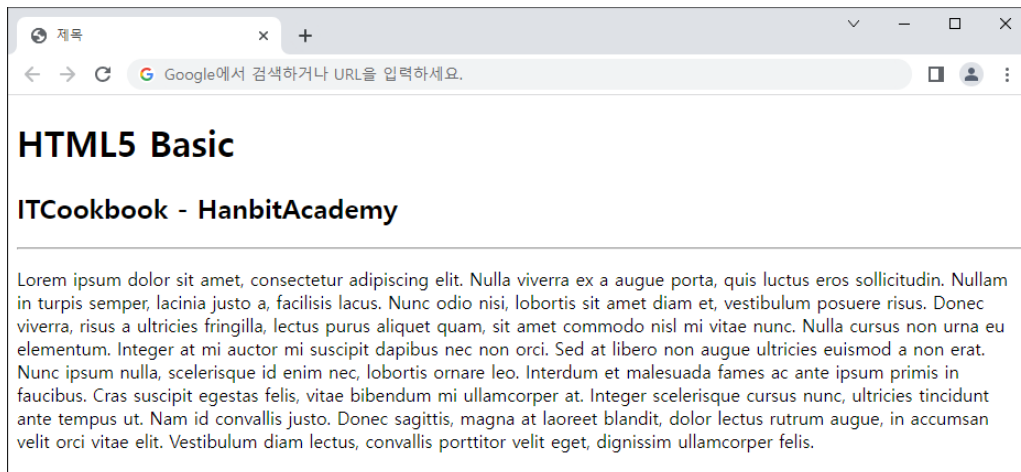 제목
Google에서 검색하거나 URL을 입력하세요.
HTML5 Basic
ITCookbook - HanbitAcademy
Lorem ipsum dolor sit amet, consectetur adipiscing elit. Nulla viverra ex a augue porta, quis luctus eros sollicitudin. Nullam
in turpis semper, lacinia justo a, facilisis lacus. Nunc odio nisi, lobortis sit amet diam et, vestibulum posuere risus. Donec
viverra, risus a ultricies fringilla, lectus purus aliquet quam, sit amet commodo nisl mi vitae nunc. Nulla cursus non urna eu
elementum. Integer at mi auctor mi suscipit dapibus nec non orci. Sed at libero non augue ultricies euismod a non erat.
Nunc ipsum nulla, scelerisque id enim nec, lobortis ornare leo. Interdum et malesuada fames ac ante ipsum primis in
faucibus. Cras suscipit egestas felis, vitae bibendum mi ullamcorper at. Integer scelerisque cursus nunc, ultricies tincidunt
ante tempus ut. Nam id convallis justo. Donec sagittis, magna at laoreet blandit, dolor lectus rutrum augue, in accumsan
velit orci vitae elit. Vestibulum diam lectus, convallis porttitor velit eget, dignissim ullamcorper felis.